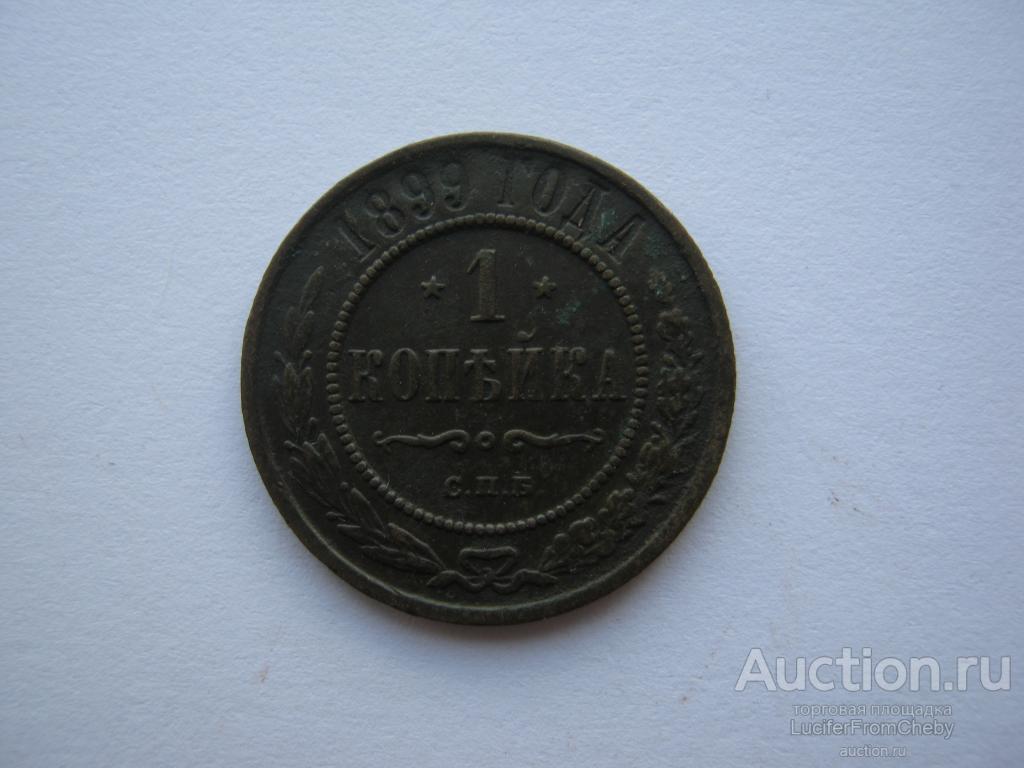 1899 ГОДА
1
КОПѢЙКА
С.П.Б.
Auction.ru
торговая площадка
LuciferFromCheby
auction.ru